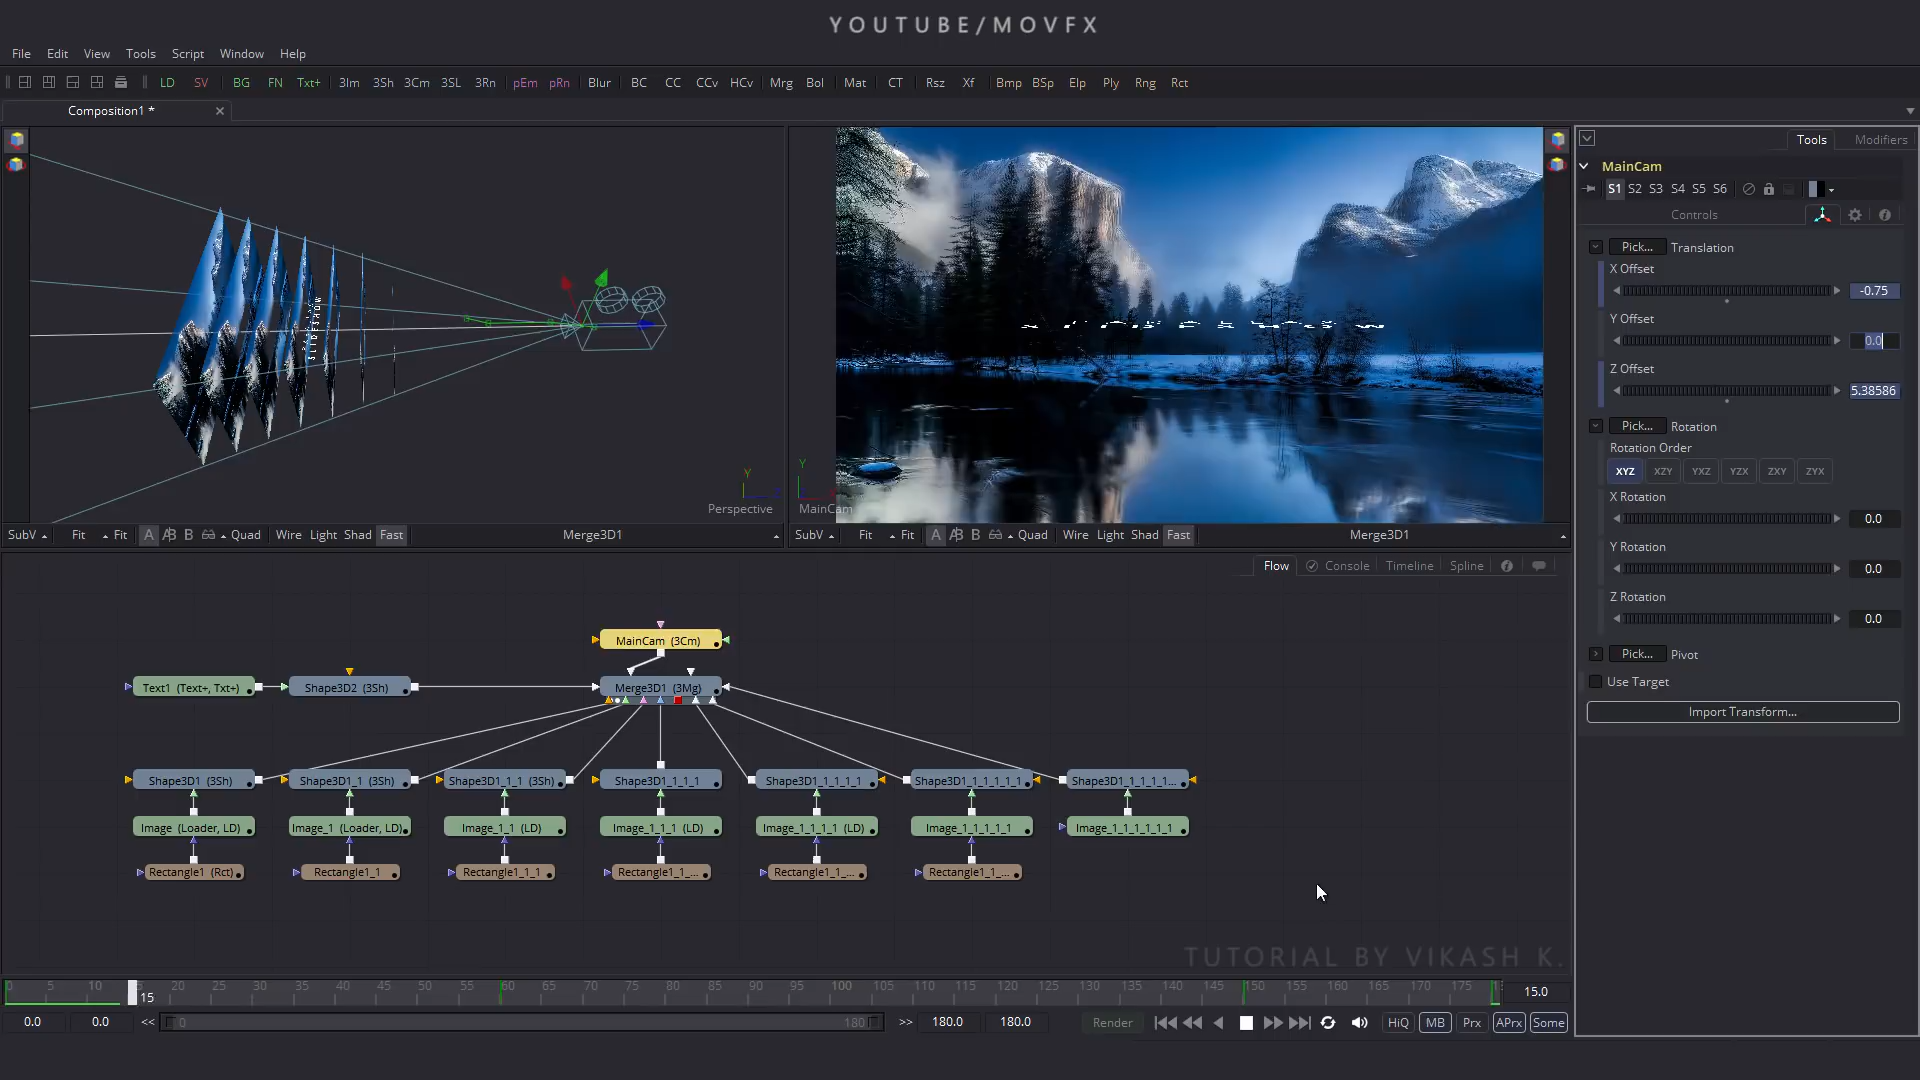 YOUTUBE/MOVFX
File Edit View Tools Script Window Help
LD SV BG FN Txt+ 3Im 3Sh 3Cm 3SL 3Rn pEm pRn Blur BC CC CCv HCv Mrg Bol Mat CT Rsz Xf Bmp BSp Elp Ply Rng Rct
Composition1 *
Tools Modifiers
MainCam
S1 S2 S3 S4 S5 S6
Controls
Pick... Translation
X Offset
-0.75
Y Offset
0.0
Z Offset
5.38586
Pick... Rotation
Rotation Order
XYZ XZY YXZ YZX ZXY ZYX
X Rotation
0.0
Y Rotation
0.0
Z Rotation
0.0
Pick... Pivot
Use Target
Import Transform...
SLIDESHOW
Y
Perspective
Y
MainCam
SubV Fit Fit A A|B B Quad Wire Light Shad Fast Merge3D1
SubV Fit Fit A A|B B Quad Wire Light Shad Fast Merge3D1
Flow Console Timeline Spline
MainCam (3Cm)
Text1 (Text+, Txt+) Shape3D2 (3Sh) Merge3D1 (3Mg)
Shape3D1 (3Sh) Shape3D1_1 (3Sh) Shape3D1_1_1 (3Sh) Shape3D1_1_1_1 Shape3D1_1_1_1_1 Shape3D1_1_1_1_1_1 Shape3D1_1_1_1_1...
Image (Loader, LD) Image_1 (Loader, LD) Image_1_1 (LD) Image_1_1_1 (LD) Image_1_1_1_1 (LD) Image_1_1_1_1_1 Image_1_1_1_1_1_1
Rectangle1 (Rct) Rectangle1_1 Rectangle1_1_1 Rectangle1_1_... Rectangle1_1_... Rectangle1_1_...
TUTORIAL BY VIKASH K.
0 5 10 15 20 25 30 35 40 45 50 55 60 65 70 75 80 85 90 95 100 105 110 115 120 125 130 135 140 145 150 155 160 165 170 175 15.0
0.0 0.0 << 0 180 >> 180.0 180.0 Render HiQ MB Prx APrx Some